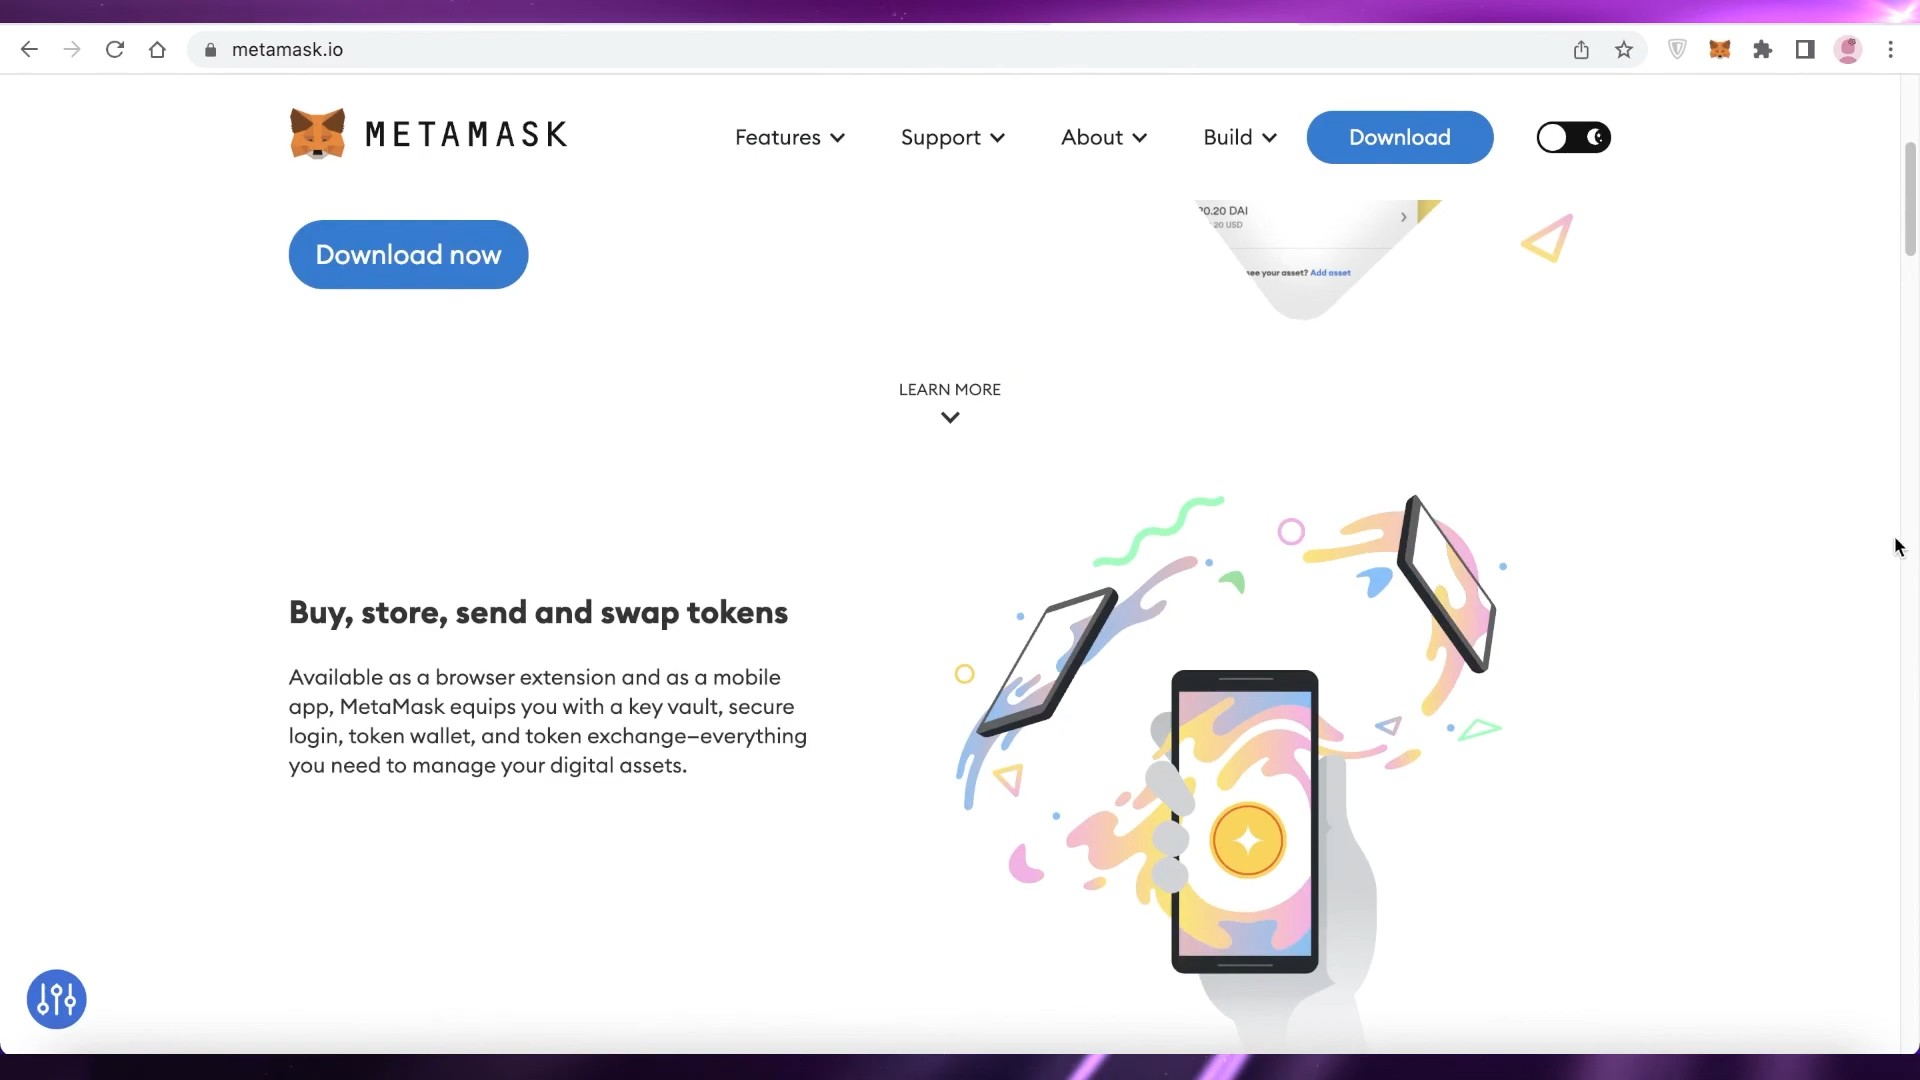 metamask.io
METAMASK
Features
Support
About
Build
Download
Download now
0.20 DAI
20 USD
see your asset? Add asset
LEARN MORE
Buy, store, send and swap tokens
Available as a browser extension and as a mobile
app, MetaMask equips you with a key vault, secure
login, token wallet, and token exchange—everything
you need to manage your digital assets.